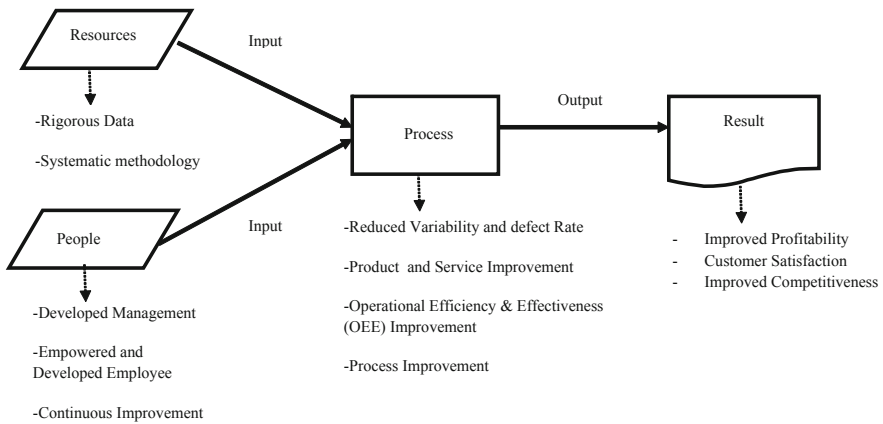 Resources
Input
-Rigorous Data
-Systematic methodology
People
Input
-Developed Management
-Empowered and
Developed Employee
-Continuous Improvement
Process
-Reduced Variability and defect Rate
-Product and Service Improvement
-Operational Efficiency & Effectiveness
(OEE) Improvement
-Process Improvement
Output
Result
- Improved Profitability
- Customer Satisfaction
- Improved Competitiveness